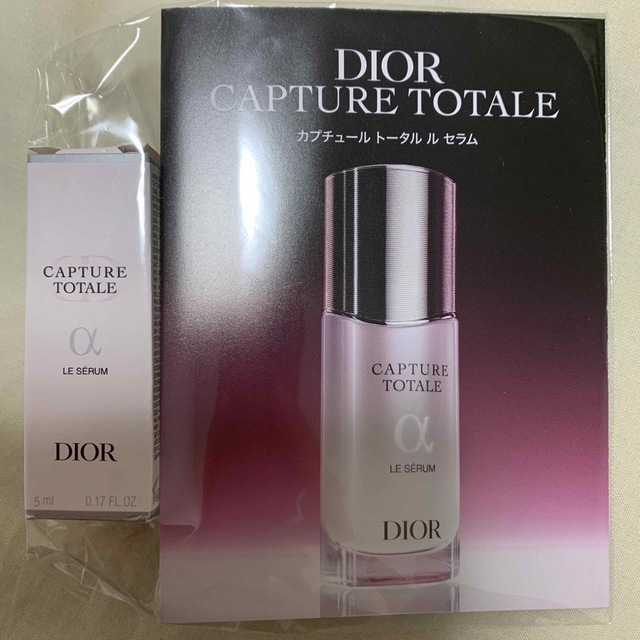 DIOR
CAPTURE TOTALE
カプチュール トータル ル セラム
CAPTURE
TOTALE
α
LE SÉRUM
DIOR
5 ml 0.17 FL.OZ
CAPTURE
TOTALE
α
LE SÉRUM
DIOR